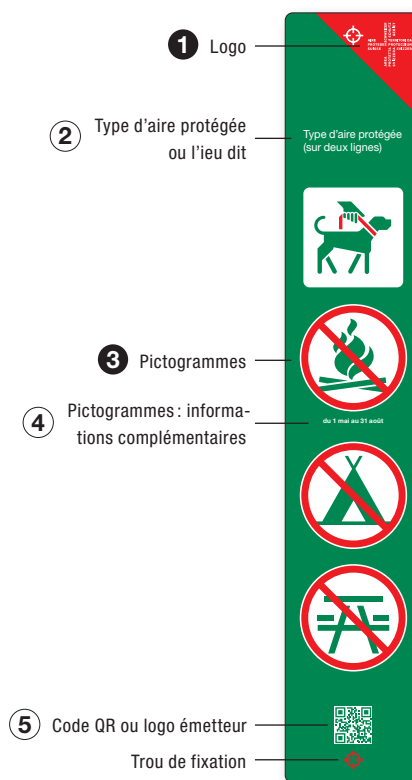 1 Logo
2 Type d’aire protégée
ou l’ieu dit
Type d'aire protégée
(sur deux lignes)
3 Pictogrammes
4 Pictogrammes : informa-
tions complémentaires
du 1 mai au 31 août
5 Code QR ou logo émetteur
Trou de fixation